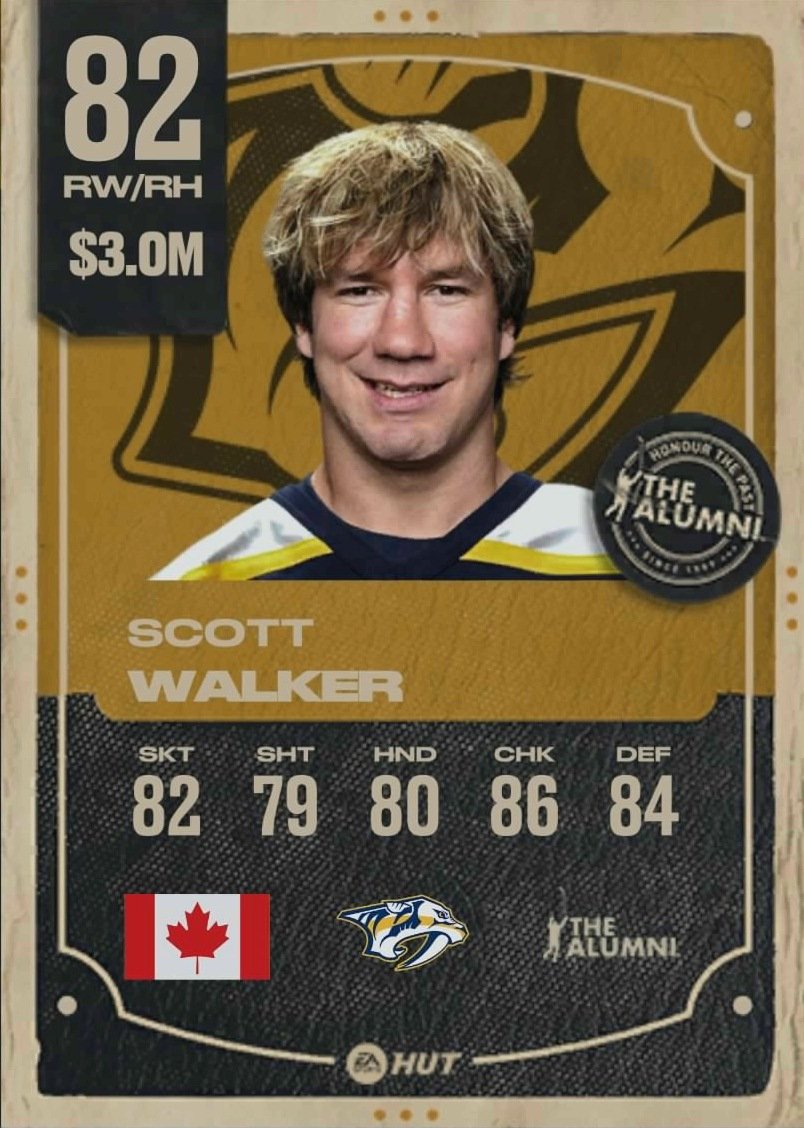 82
RW/RH
$3.0M
HONOUR THE PAST
THE
ALUMNI
SCOTT
WALKER
SKT SHT HND CHK DEF
82 79 80 86 84
THE
ALUMNI
EA
HUT